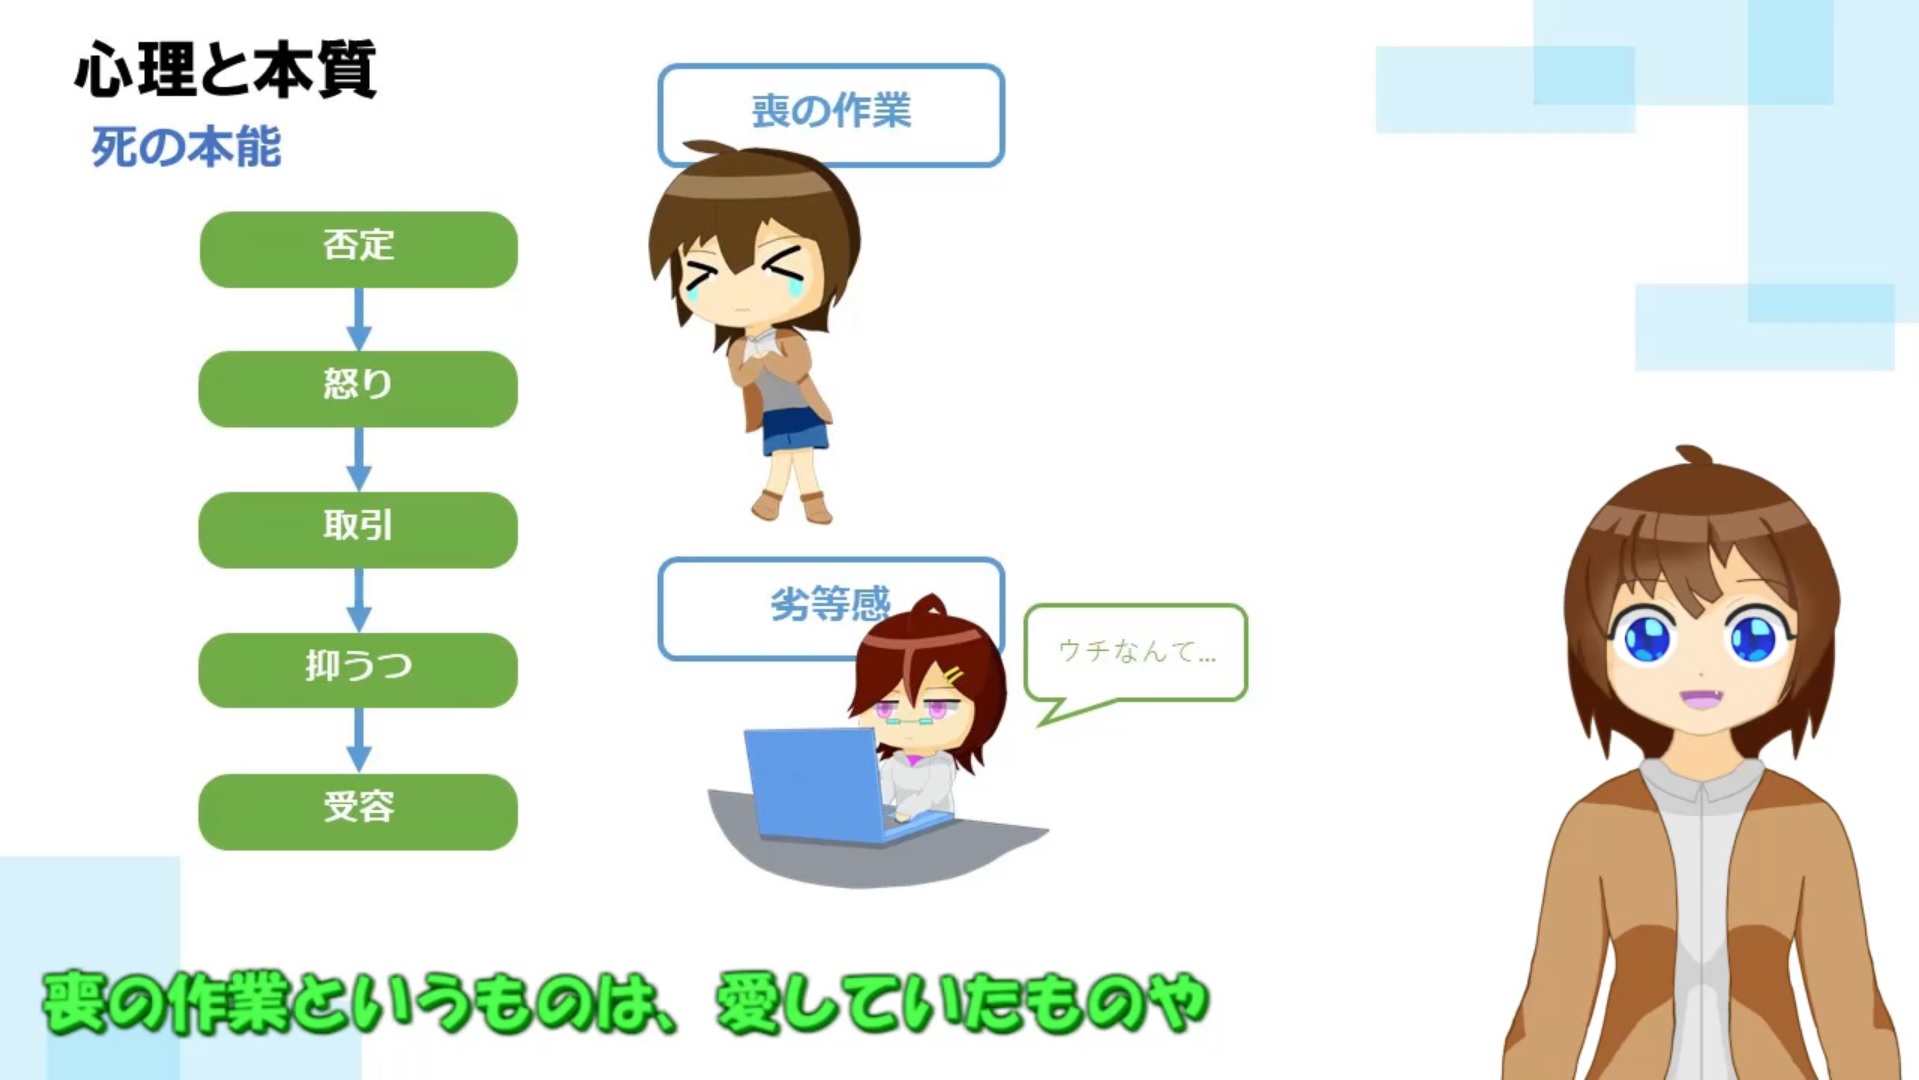 心理と本質
死の本能
否定
怒り
取引
抑うつ
受容
喪の作業
劣等感
ウチなんて...
喪の作業というものは、愛していたものや